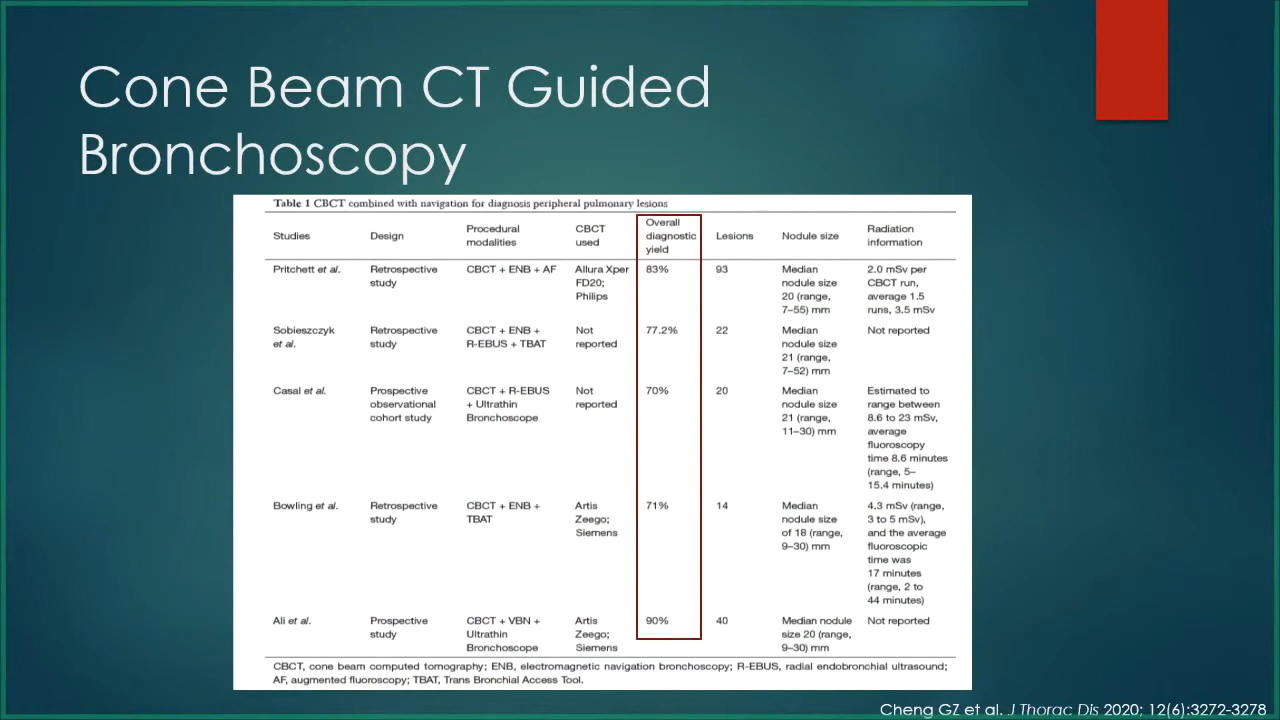 Cone Beam CT Guided
Bronchoscopy
Table 1 CBCT combined with navigation for diagnosis peripheral pulmonary lesions
Studies
Design
Procedural
modalities
CBCT
used
Overall
diagnostic
yield
Lesions
Nodule size
Radiation
information
Pritchett et al.
Retrospective
study
CBCT + ENB + AF
Allura Xper
FD20;
Philips
83%
93
Median
nodule size
20 (range,
7–55) mm
2.0 mSv per
CBCT run,
average 1.5
runs, 3.5 mSv
Sobieszczyk
et al.
Retrospective
study
CBCT + ENB +
R-EBUS + TBAT
Not
reported
77.2%
22
Median
nodule size
21 (range,
7–52) mm
Not reported
Casal et al.
Prospective
observational
cohort study
CBCT + R-EBUS
+ Ultrathin
Bronchoscope
Not
reported
70%
20
Median
nodule size
21 (range,
11–30) mm
Estimated to
range between
8.6 to 23 mSv,
average
fluoroscopy
time 8.6 minutes
(range, 5–
15.4 minutes)
Bowling et al.
Retrospective
study
CBCT + ENB +
TBAT
Artis
Zeego;
Siemens
71%
14
Median
nodule size
of 18 (range,
9–30) mm
4.3 mSv (range,
3 to 5 mSv),
and the average
fluoroscopic
time was
17 minutes
(range, 2 to
44 minutes)
Ali et al.
Prospective
study
CBCT + VBN +
Ultrathin
Bronchoscope
Artis
Zeego;
Siemens
90%
40
Median nodule
size 20 (range,
9–30) mm
Not reported
CBCT, cone beam computed tomography; ENB, electromagnetic navigation bronchoscopy; R-EBUS, radial endobronchial ultrasound;
AF, augmented fluoroscopy; TBAT, Trans Bronchial Access Tool.
Cheng GZ et al. J Thorac Dis 2020; 12(6):3272-3278